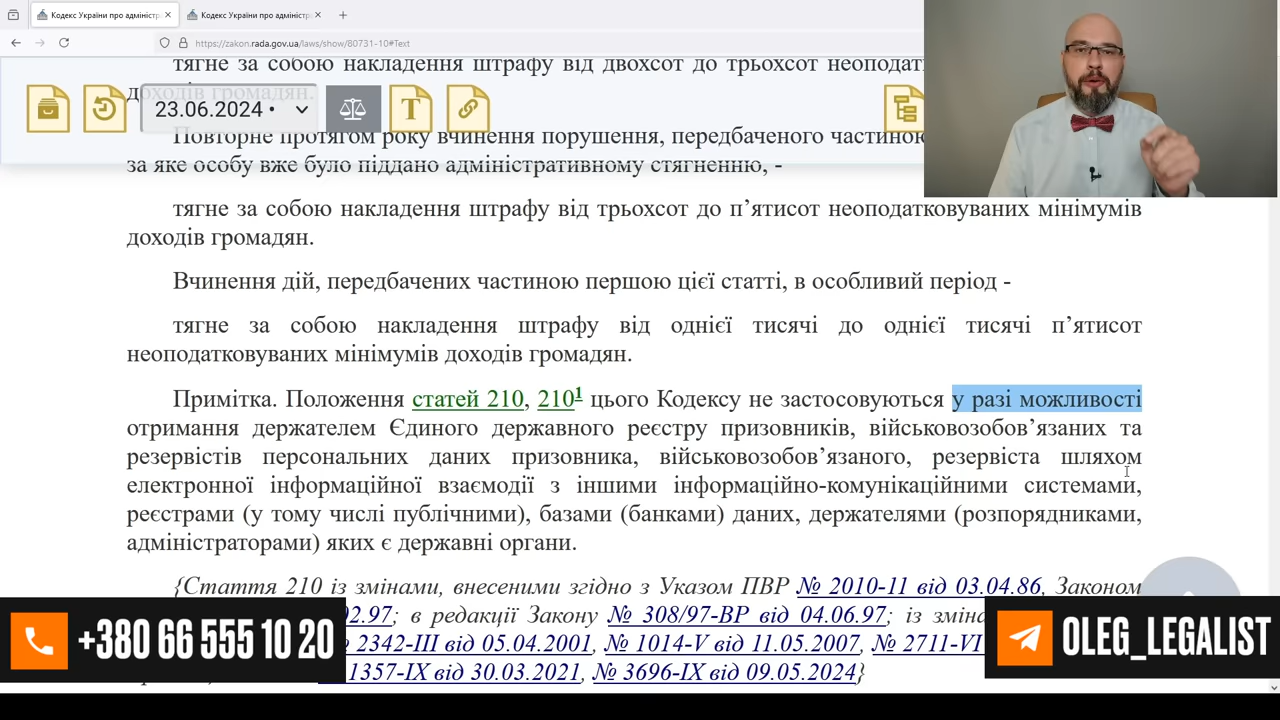 Кодекс України про адміністр
Кодекс України про адміністр
https://zakon.rada.gov.ua/laws/show/80731-10#Text
тягне за собою накладення штрафу від двохсот до трьохсот неоподат
доходів громадян.
23.06.2024 •
Т
Повторне протягом року вчинення порушення, передбаченого частиною
за яке особу вже було піддано адміністративному стягненню, -
тягне за собою накладення штрафу від трьохсот до п’ятисот неоподатковуваних мінімумів
доходів громадян.
Вчинення дій, передбачених частиною першою цієї статті, в особливий період -
тягне за собою накладення штрафу від однієї тисячі до однієї тисячі п’ятисот
неоподатковуваних мінімумів доходів громадян.
Примітка. Положення статей 210, 210¹ цього Кодексу не застосовуються у разі можливості
отримання держателем Єдиного державного реєстру призовників, військовозобов’язаних та
резервістів персональних даних призовника, військовозобов’язаного, резервіста шляхом
електронної інформаційної взаємодії з іншими інформаційно-комунікаційними системами,
реєстрами (у тому числі публічними), базами (банками) даних, держателями (розпорядниками,
адміністраторами) яких є державні органи.
{Стаття 210 із змінами, внесеними згідно з Указом ПВР № 2010-11 від 03.04.86, Законом
02.97; в редакції Закону № 308/97-ВР від 04.06.97; із зміна
2342-III від 05.04.2001, № 1014-V від 11.05.2007, № 2711-VI
1357-IX від 30.03.2021, № 3696-IX від 09.05.2024}
+380 66 555 10 20
OLEG_LEGALIST